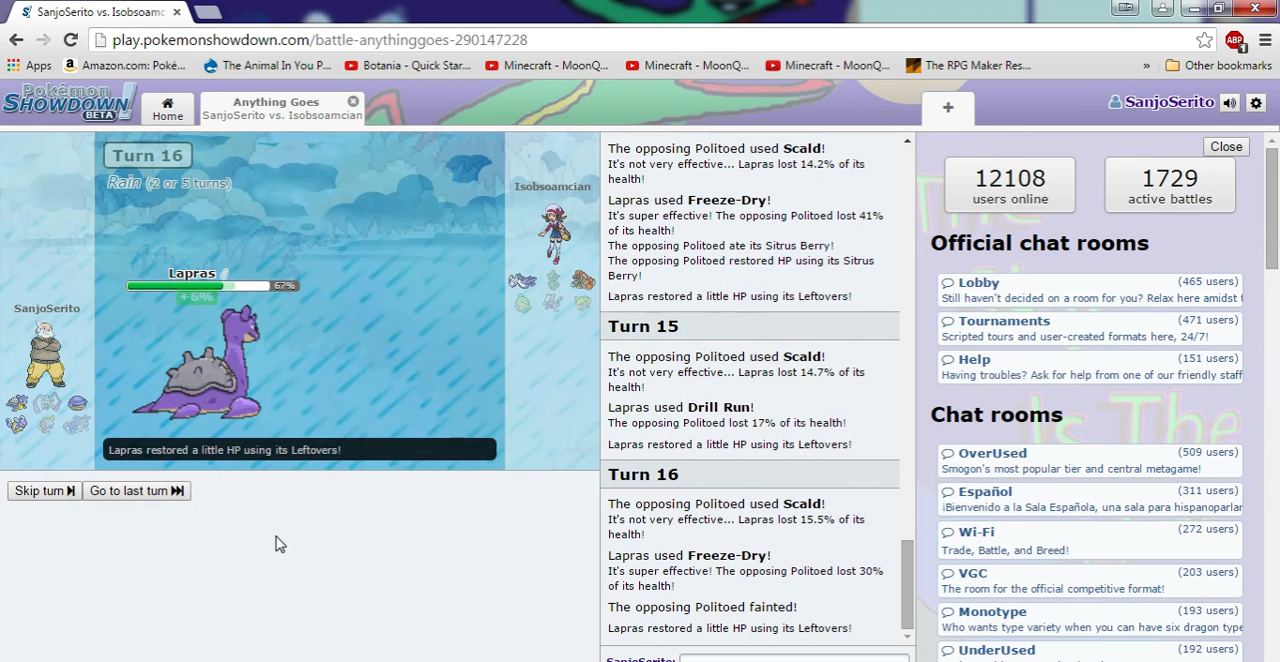 SanjoSerito vs. Isobsoamc
play.pokemonshowdown.com/battle-anythinggoes-290147228
ABP
1
Apps
Amazon.com: Poké...
The Animal In You P...
Botania - Quick Star...
Minecraft - MoonQ...
Minecraft - MoonQ...
Minecraft - MoonQ...
The RPG Maker Res...
»
Other bookmarks
Pokémon
SHOWDOWN!
BETA
Home
Anything Goes
SanjoSerito vs. Isobsoamcian
+
SanjoSerito
Turn 16
Rain (2 or 5 turns)
Isobsoamcian
SanjoSerito
Lapras
67%
+6%
Lapras restored a little HP using its Leftovers!
Skip turn
Go to last turn
The opposing Politoed used Scald!
It's not very effective... Lapras lost 14.2% of its
health!
Lapras used Freeze-Dry!
It's super effective! The opposing Politoed lost 41%
of its health!
The opposing Politoed ate its Sitrus Berry!
The opposing Politoed restored HP using its Sitrus
Berry!
Lapras restored a little HP using its Leftovers!
Turn 15
The opposing Politoed used Scald!
It's not very effective... Lapras lost 14.7% of its
health!
Lapras used Drill Run!
The opposing Politoed lost 17% of its health!
Lapras restored a little HP using its Leftovers!
Turn 16
The opposing Politoed used Scald!
It's not very effective... Lapras lost 15.5% of its
health!
Lapras used Freeze-Dry!
It's super effective! The opposing Politoed lost 30%
of its health!
The opposing Politoed fainted!
Lapras restored a little HP using its Leftovers!
SanjoSerito:
Close
12108
users online
1729
active battles
Official chat rooms
Lobby
(465 users)
Still haven't decided on a room for you? Relax here amidst t
Tournaments
(471 users)
Scripted tours and user-created formats here, 24/7!
Help
(151 users)
Having troubles? Ask for help from one of our friendly staff
Chat rooms
OverUsed
(509 users)
Smogon's most popular tier and central metagame!
Español
(311 users)
¡Bienvenido a la Sala Española, una sala para hispanoparlar
Wi-Fi
(272 users)
Trade, Battle, and Breed!
VGC
(203 users)
The room for the official competitive format!
Monotype
(193 users)
Who wants type variety when you can have six dragon type
UnderUsed
(192 users)